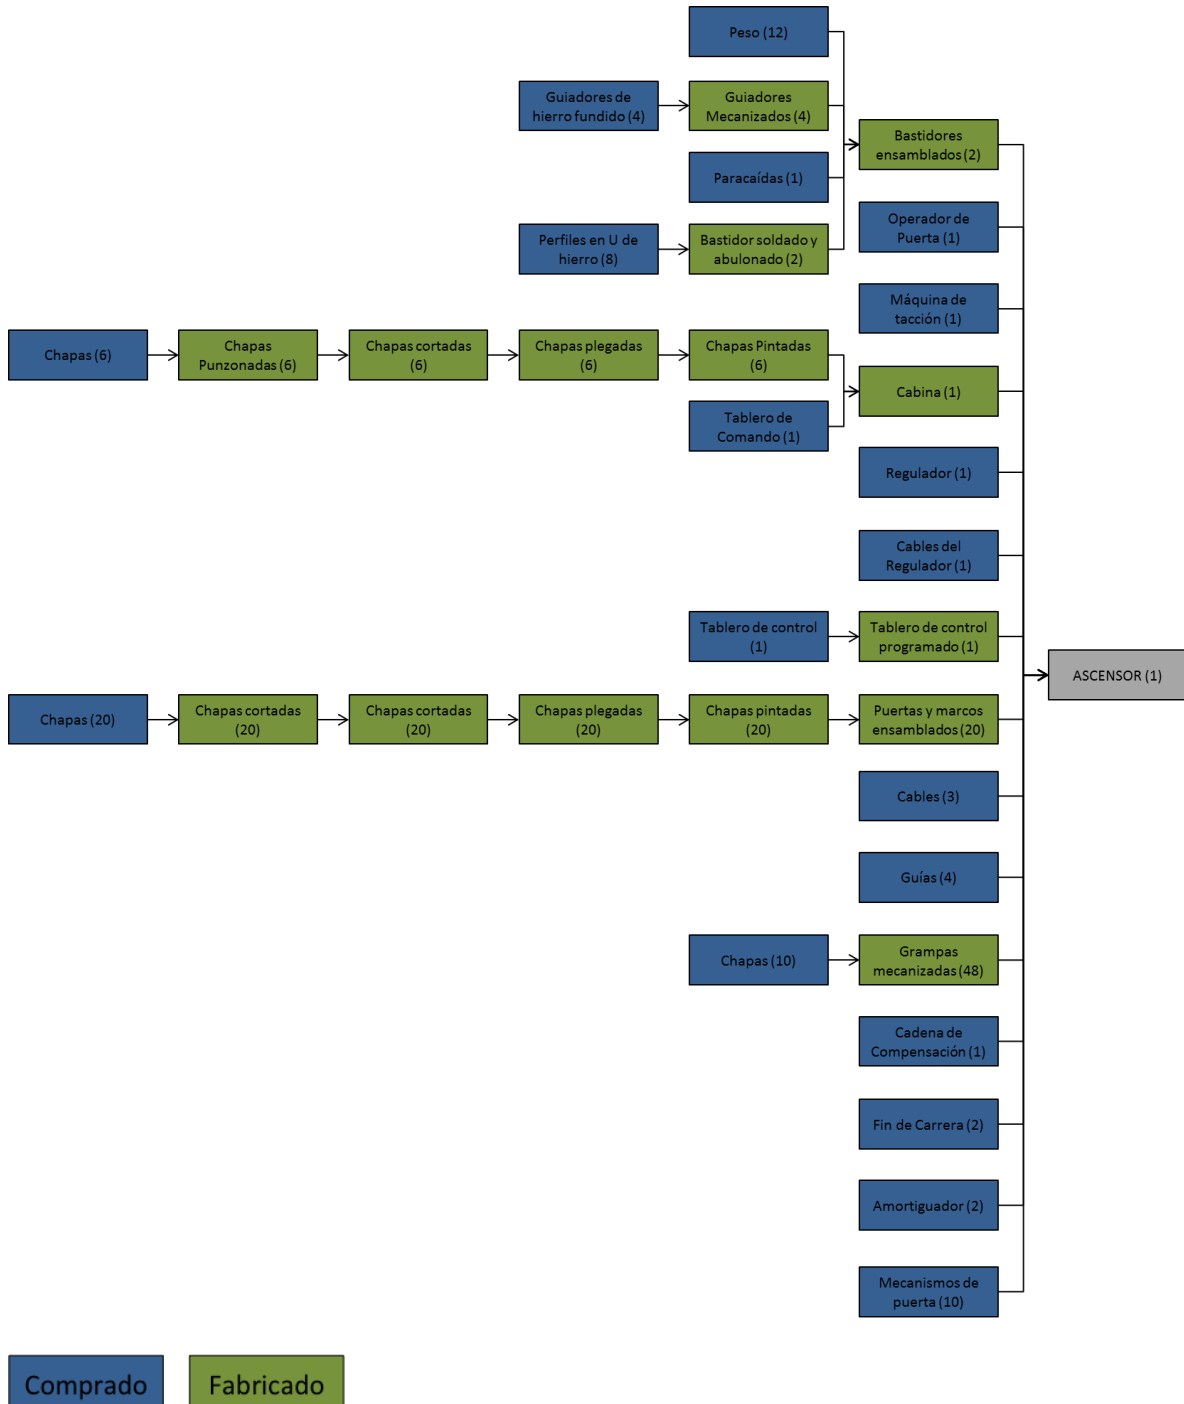 Peso (12)
Guiadores de
hierro fundido (4)
Guiadores
Mecanizados (4)
Bastidores
ensamblados (2)
Paracaídas (1)
Operador de
Puerta (1)
Perfiles en U de
hierro (8)
Bastidor soldado y
abulonado (2)
Máquina de
tacción (1)
Chapas (6)
Chapas
Punzonadas (6)
Chapas cortadas
(6)
Chapas plegadas
(6)
Chapas Pintadas
(6)
Cabina (1)
Tablero de
Comando (1)
Regulador (1)
Cables del
Regulador (1)
Tablero de control
(1)
Tablero de control
programado (1)
ASCENSOR (1)
Chapas (20)
Chapas cortadas
(20)
Chapas cortadas
(20)
Chapas plegadas
(20)
Chapas pintadas
(20)
Puertas y marcos
ensamblados (20)
Cables (3)
Guías (4)
Chapas (10)
Grampas
mecanizadas (48)
Cadena de
Compensación (1)
Fin de Carrera (2)
Amortiguador (2)
Mecanismos de
puerta (10)
Comprado
Fabricado